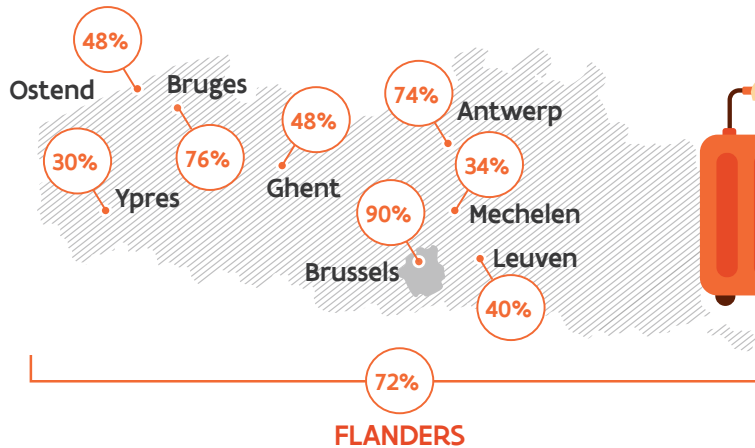 48%
Ostend
Bruges
76%
30%
Ypres
48%
Ghent
74%
Antwerp
34%
Mechelen
90%
Brussels
Leuven
40%
72%
FLANDERS